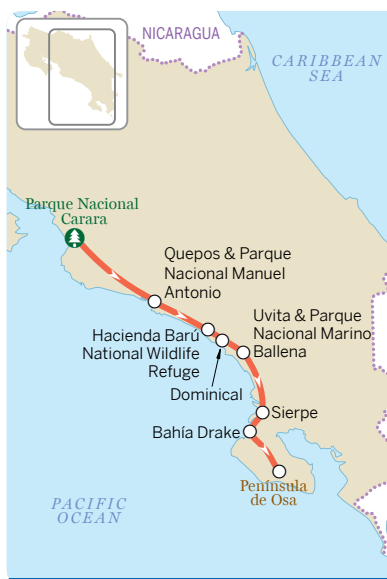 NICARAGUA
CARIBBEAN
SEA
Parque Nacional
Carara
Quepos & Parque
Nacional Manuel
Antonio
Uvita & Parque
Nacional Marino
Ballena
Hacienda Barú
National Wildlife
Refuge
Dominical
Sierpe
Bahía Drake
Península
de Osa
PACIFIC
OCEAN